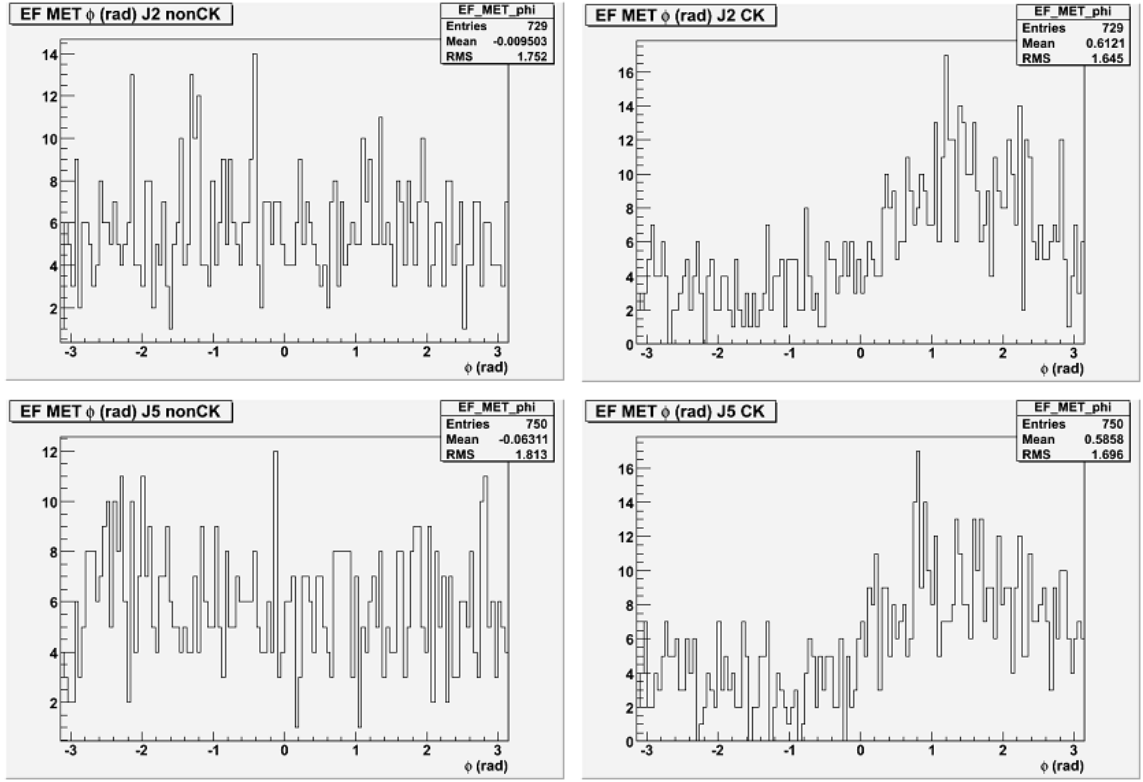 EF MET ϕ (rad) J2 nonCK
EF_MET_phi
Entries 729
Mean -0.009503
RMS 1.752
14
12
10
8
6
4
2
-3 -2 -1 0 1 2 3
ϕ (rad)
EF MET ϕ (rad) J2 CK
EF_MET_phi
Entries 729
Mean 0.6121
RMS 1.645
16
14
12
10
8
6
4
2
0
-3 -2 -1 0 1 2 3
ϕ (rad)
EF MET ϕ (rad) J5 nonCK
EF_MET_phi
Entries 750
Mean -0.06311
RMS 1.813
12
10
8
6
4
2
-3 -2 -1 0 1 2 3
ϕ (rad)
EF MET ϕ (rad) J5 CK
EF_MET_phi
Entries 750
Mean 0.5858
RMS 1.696
16
14
12
10
8
6
4
2
0
-3 -2 -1 0 1 2 3
ϕ (rad)